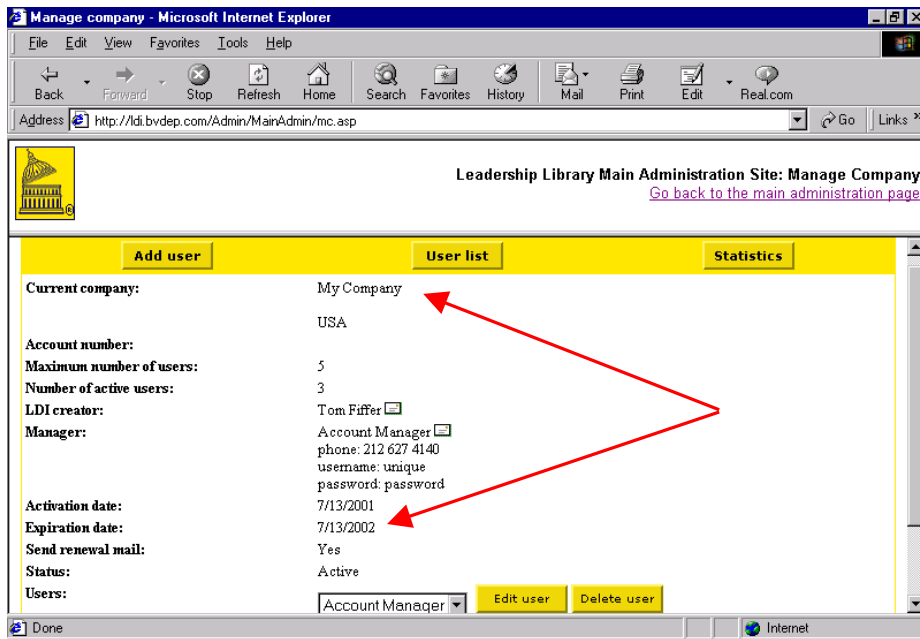 Manage company - Microsoft Internet Explorer
File Edit View Favorites Tools Help
Back Forward Stop Refresh Home Search Favorites History Mail Print Edit Real.com
Address http://ldi.bvdep.com/Admin/MainAdmin/mc.asp Go Links »
Leadership Library Main Administration Site: Manage Company
Go back to the main administration page
®
Add user User list Statistics
Current company: My Company
USA
Account number:
Maximum number of users: 5
Number of active users: 3
LDI creator: Tom Fiffer
Manager: Account Manager
phone: 212 627 4140
username: unique
password: password
Activation date: 7/13/2001
Expiration date: 7/13/2002
Send renewal mail: Yes
Status: Active
Users: Account Manager Edit user Delete user
Done Internet